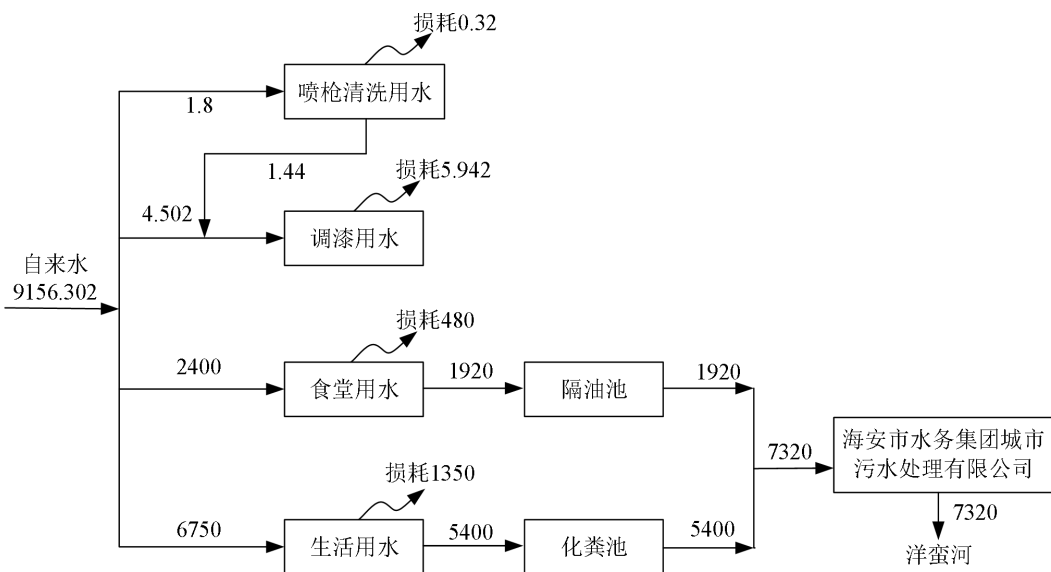 损耗0.32
喷枪清洗用水
1.8
1.44
损耗5.942
4.502
调漆用水
自来水
9156.302
损耗480
2400
食堂用水
1920
隔油池
1920
海安市水务集团城市
污水处理有限公司
7320
损耗1350
7320
6750
生活用水
5400
化粪池
5400
洋蛮河